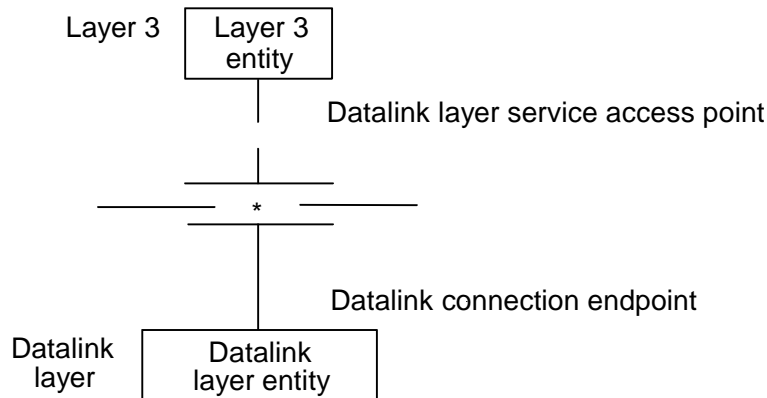 Layer 3
Layer 3
entity
Datalink layer service access point
*
Datalink connection endpoint
Datalink
layer
Datalink
layer entity